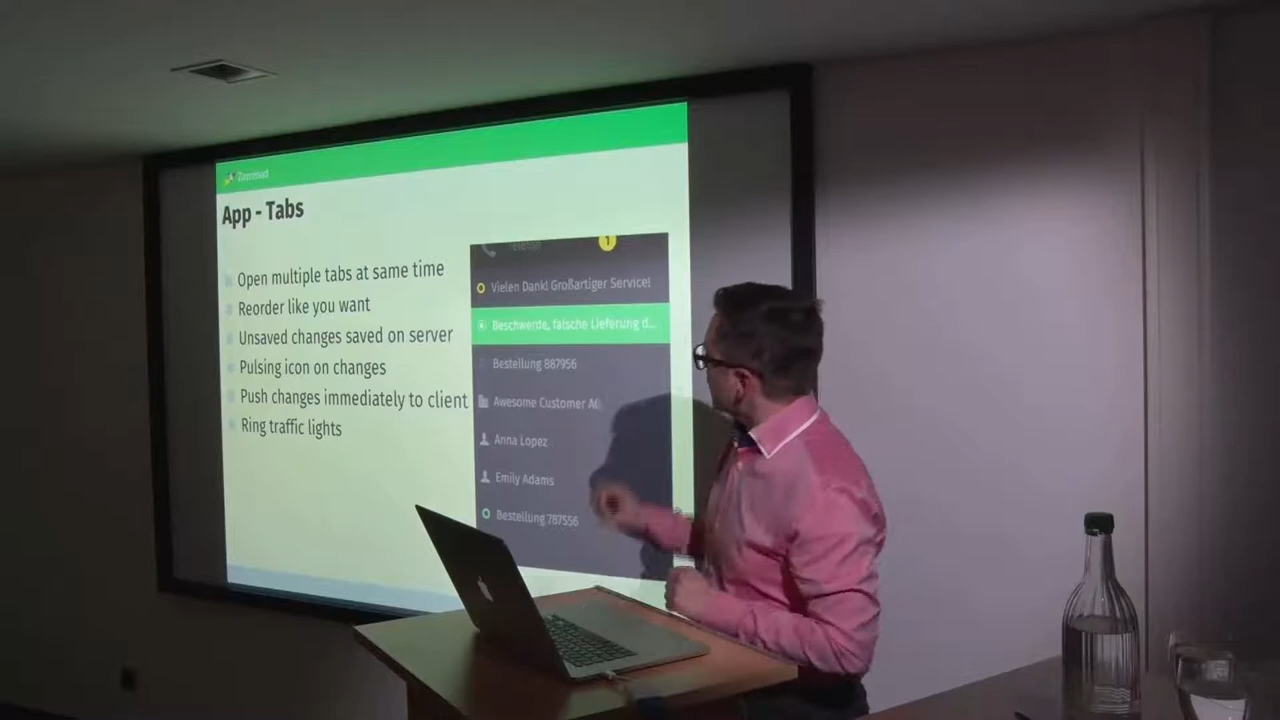 Zammad
App - Tabs
Open multiple tabs at same time
Reorder like you want
Unsaved changes saved on server
Pulsing icon on changes
Push changes immediately to client
Ring traffic lights
Telefon
1
Vielen Dank! Großartiger Service!
Beschwerde, falsche Lieferung d...
Bestellung 887956
Awesome Customer AG
Anna Lopez
Emily Adams
Bestellung 787556